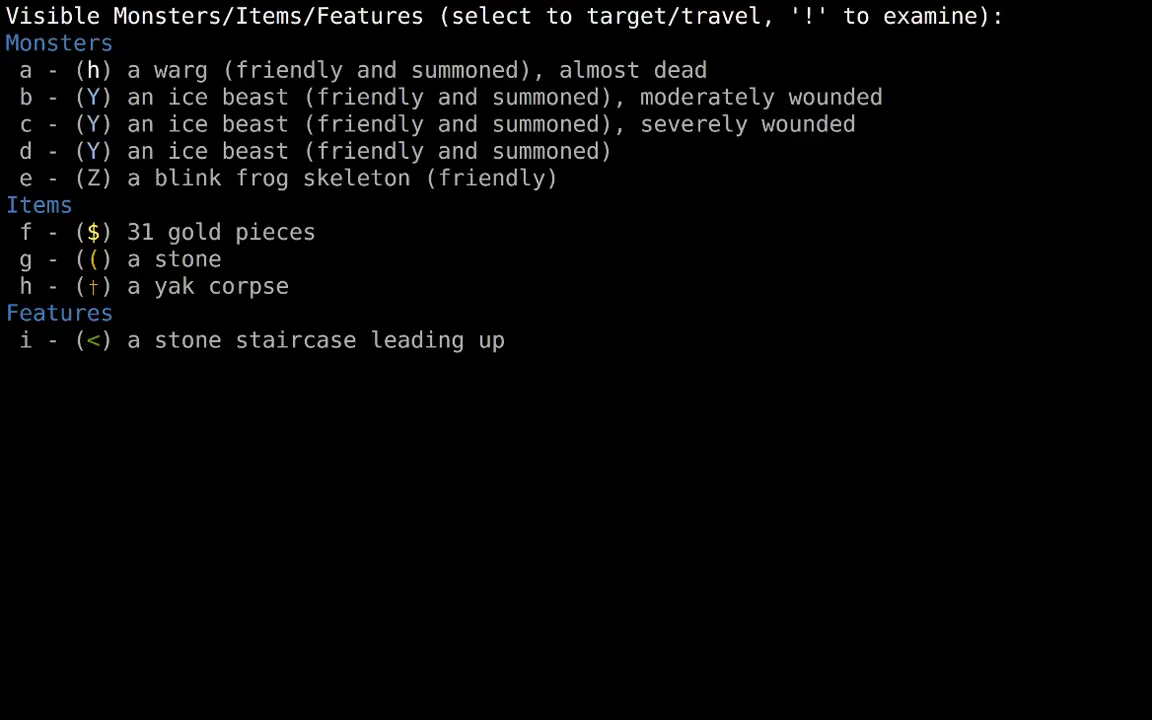 Visible Monsters/Items/Features (select to target/travel, '!' to examine):
Monsters
a - (h) a warg (friendly and summoned), almost dead
b - (Y) an ice beast (friendly and summoned), moderately wounded
c - (Y) an ice beast (friendly and summoned), severely wounded
d - (Y) an ice beast (friendly and summoned)
e - (Z) a blink frog skeleton (friendly)
Items
f - ($) 31 gold pieces
g - (() a stone
h - (†) a yak corpse
Features
i - (<) a stone staircase leading up